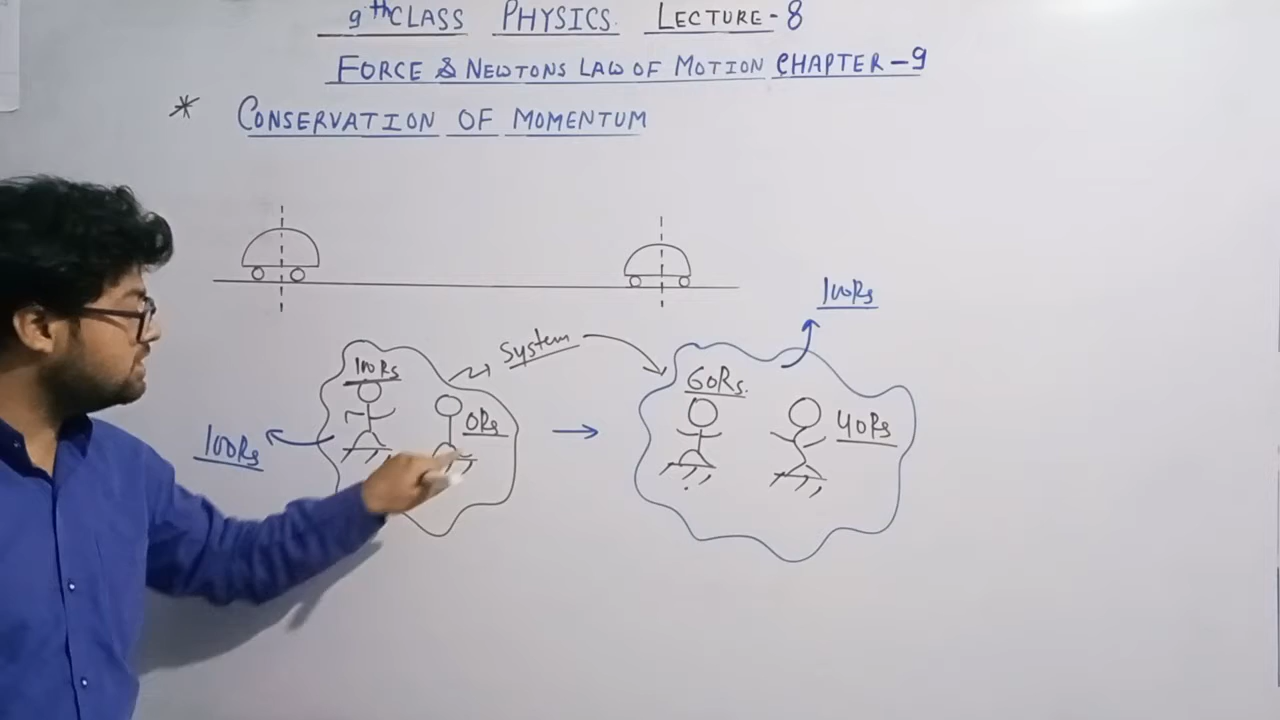 9th CLASS PHYSICS. LECTURE-8
FORCE & NEWTONS LAW OF MOTION CHAPTER-9
* CONSERVATION OF MOMENTUM
100Rs
System
100Rs
60Rs.
0Rs
40Rs
100Rs